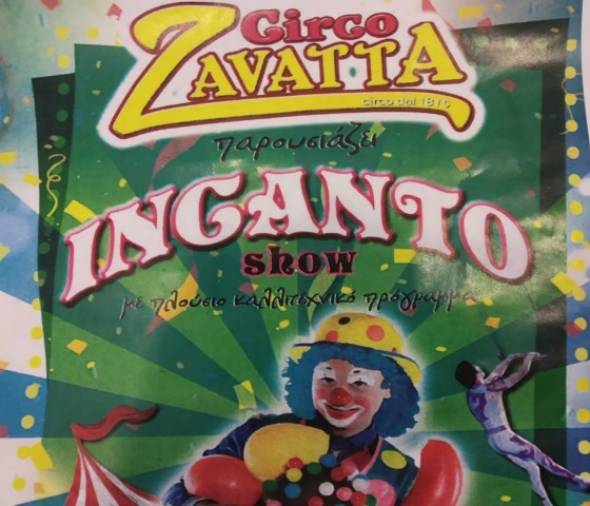 Circo
ZAVATTA
circo dal 1815
παρουσιάζει
INCANTO
show
με πλούσιο καλλιτεχνικό πρόγραμμα